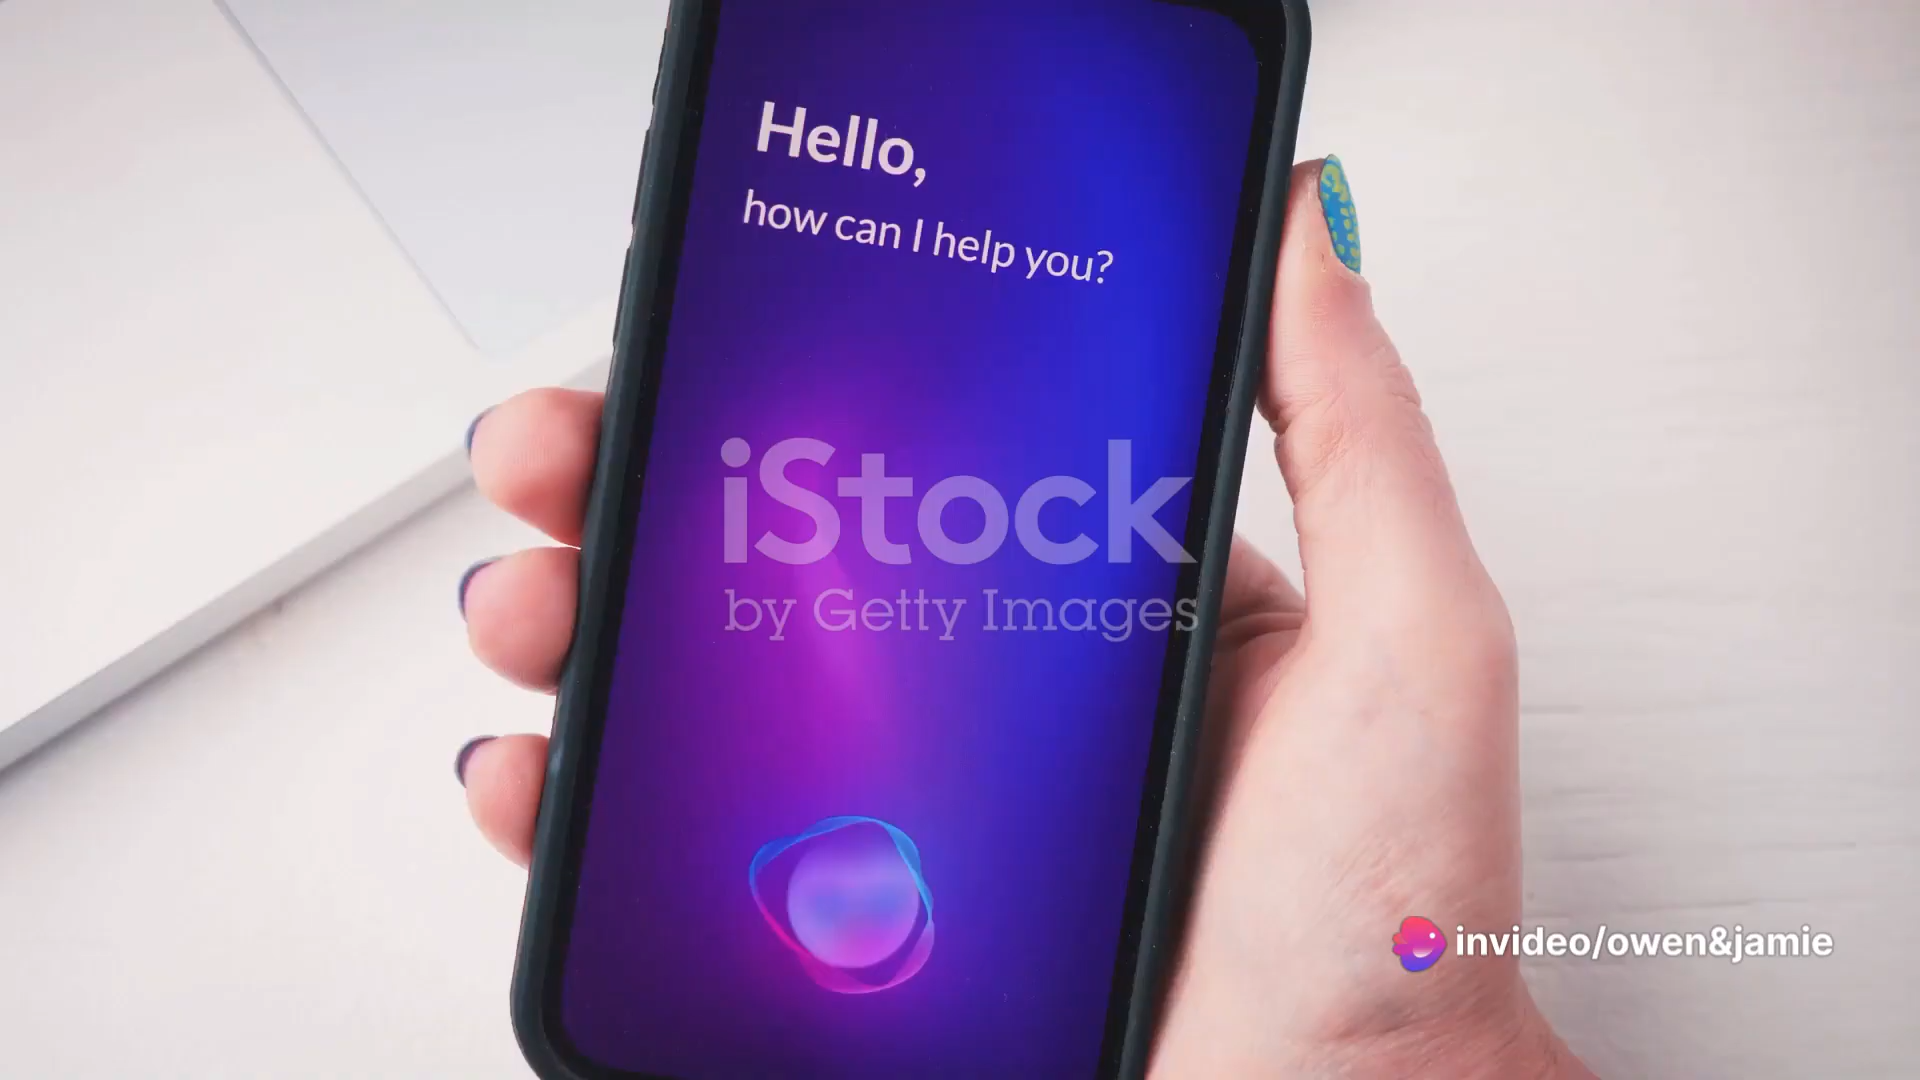 Hello,
how can I help you?
iStock
by Getty Images
invideo/owen&jamie